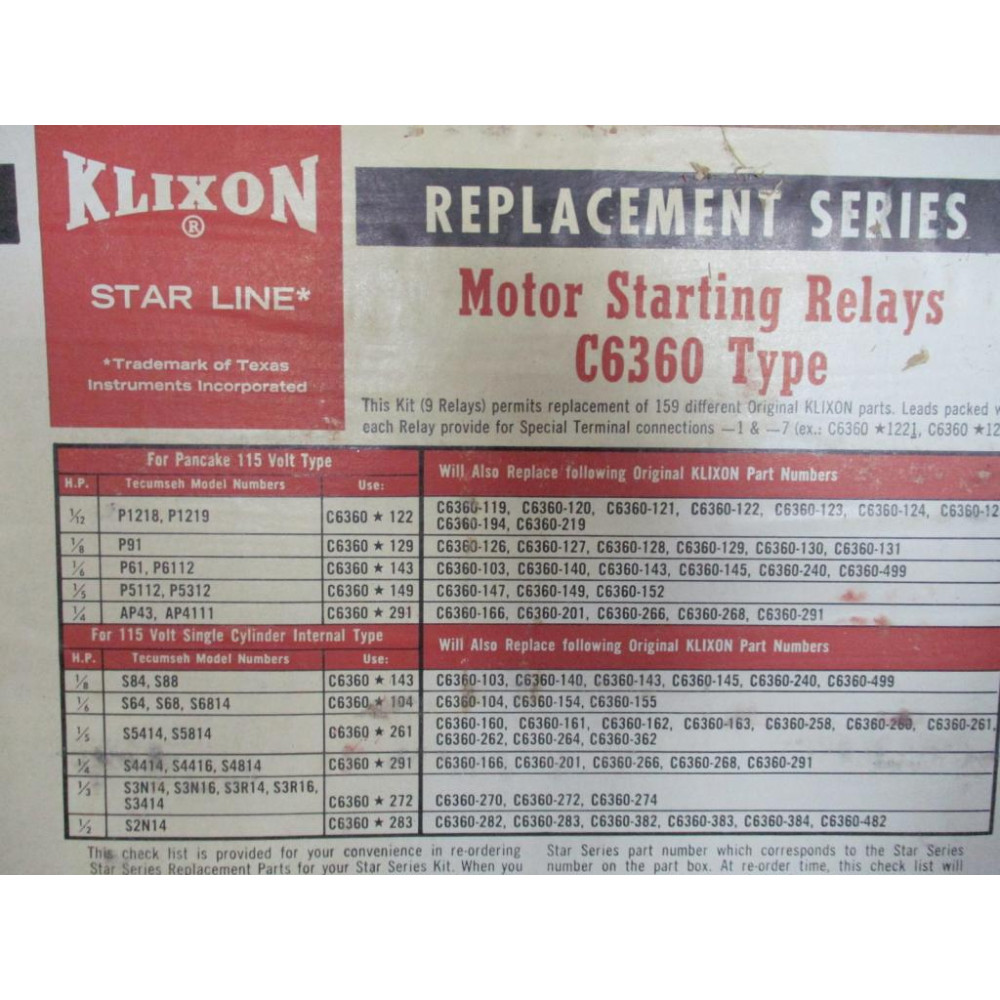 KLIXON
®
STAR LINE*
*Trademark of Texas
Instruments Incorporated
REPLACEMENT SERIES
Motor Starting Relays
C6360 Type
This Kit (9 Relays) permits replacement of 159 different Original KLIXON parts. Leads packed
each Relay provide for Special Terminal connections —1 & —7 (ex.: C6360 ★1221, C6360
For Pancake 115 Volt Type
Will Also Replace following Original KLIXON Part Numbers
H.P. Tecumseh Model Numbers Use:
1/12 P1218, P1219 C6360 ★ 122 C6360-119, C6360-120, C6360-121, C6360-122, C6360-123, C6360-124,
C6360-194, C6360-219
1/8 P91 C6360 ★ 129 C6360-126, C6360-127, C6360-128, C6360-129, C6360-130, C6360-131
1/6 P61, P6112 C6360 ★ 143 C6360-103, C6360-140, C6360-143, C6360-145, C6360-240, C6360-499
1/5 P5112, P5312 C6360 ★ 149 C6360-147, C6360-149, C6360-152
1/4 AP43, AP4111 C6360 ★ 291 C6360-166, C6360-201, C6360-266, C6360-268, C6360-291
For 115 Volt Single Cylinder Internal Type
Will Also Replace following Original KLIXON Part Numbers
H.P. Tecumseh Model Numbers Use:
1/8 S84, S88 C6360 ★ 143 C6360-103, C6360-140, C6360-143, C6360-145, C6360-240, C6360-499
1/6 S64, S68, S6814 C6360 ★ 104 C6360-104, C6360-154, C6360-155
1/5 S5414, S5814 C6360 ★ 261 C6360-160, C6360-161, C6360-162, C6360-163, C6360-258, C6360-260, C6360-261,
C6360-262, C6360-264, C6360-362
1/4 S4414, S4416, S4814 C6360 ★ 291 C6360-166, C6360-201, C6360-266, C6360-268, C6360-291
1/3 S3N14, S3N16, S3R14, S3R16,
S3414 C6360 ★ 272 C6360-270, C6360-272, C6360-274
1/2 S2N14 C6360 ★ 283 C6360-282, C6360-283, C6360-382, C6360-383, C6360-384, C6360-482
This check list is provided for your convenience in re-ordering
Star Series Replacement Parts for your Star Series Kit. When you
Star Series part number which corresponds to the Star Series
number on the part box. At re-order time, this check list will